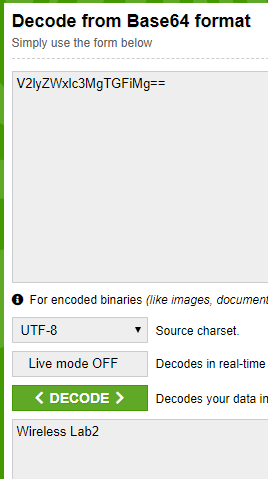 Decode from Base64 format
Simply use the form below
V2lyZWxlc3MgTGFiMg==
For encoded binaries (like images, document
UTF-8
Source charset.
Live mode OFF
Decodes in real-time
DECODE
Decodes your data in
Wireless Lab2